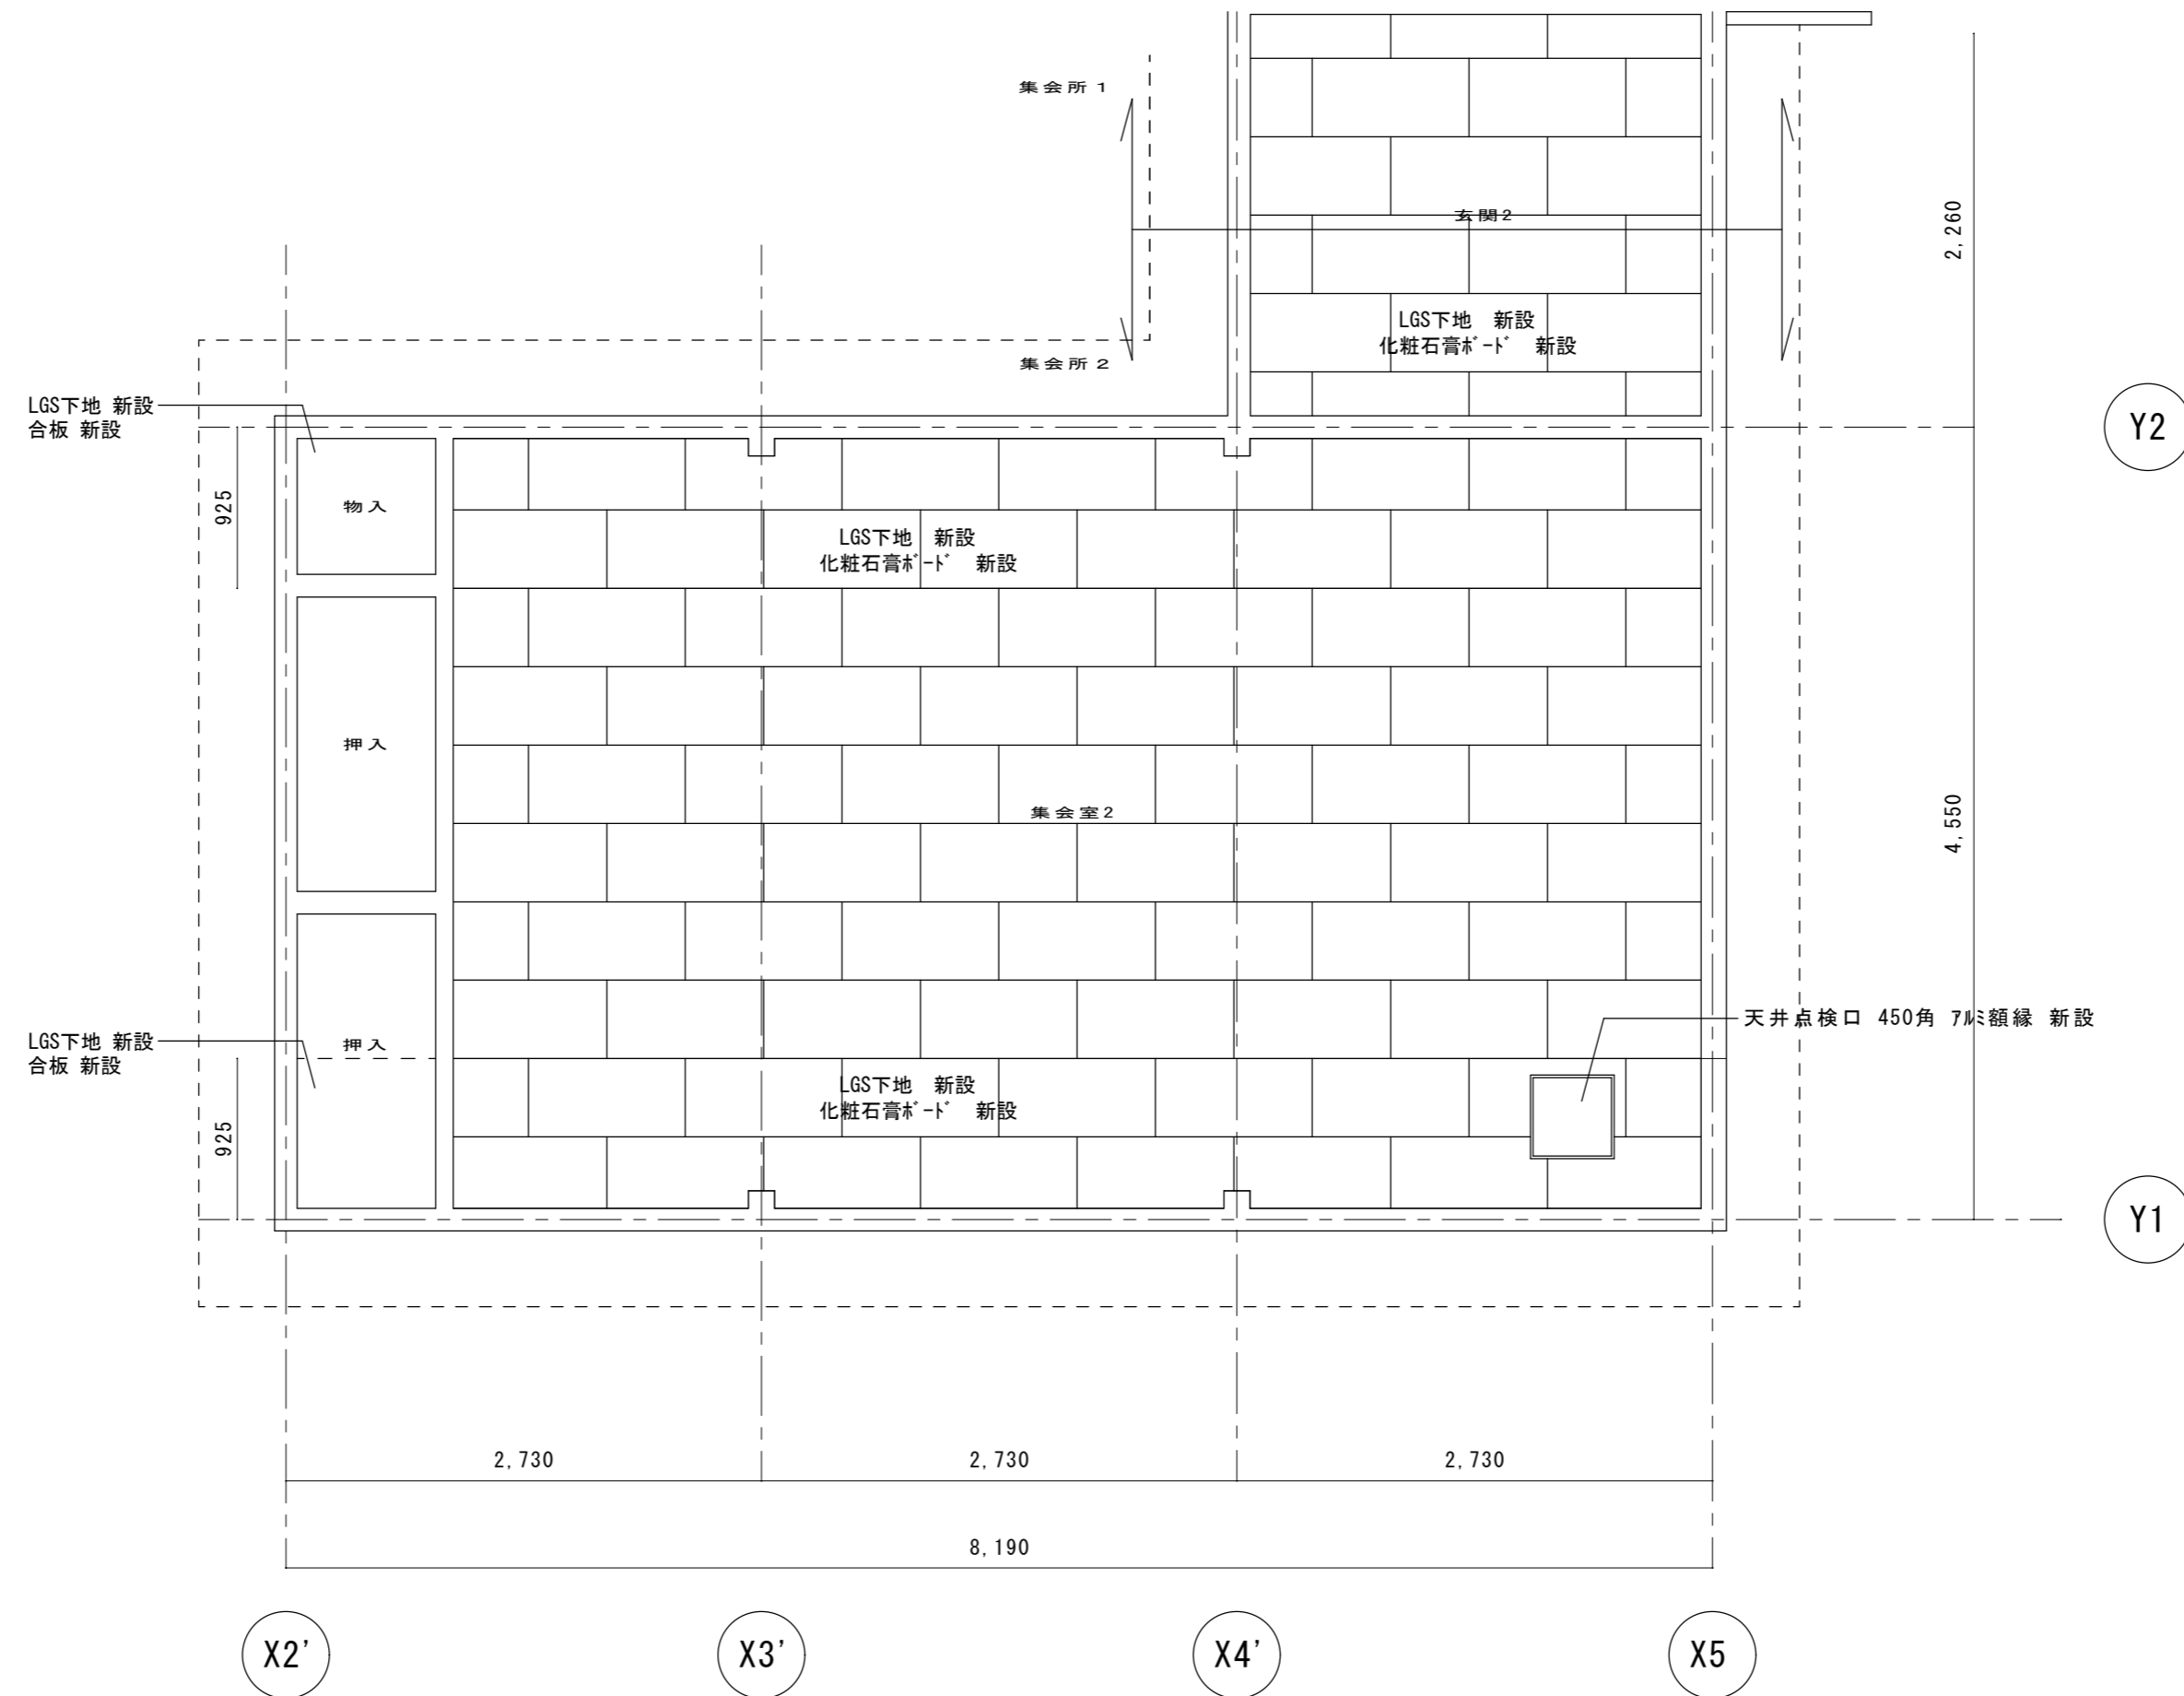 集会所1
玄関2
2,260
LGS下地 新設
化粧石膏ﾎﾞｰﾄﾞ 新設
集会所2
LGS下地 新設
合板 新設
Y2
925
物入
LGS下地 新設
化粧石膏ﾎﾞｰﾄﾞ 新設
押入
集会室2
4,550
天井点検口 450角 ｱﾙﾐ額縁 新設
LGS下地 新設
合板 新設
押入
LGS下地 新設
化粧石膏ﾎﾞｰﾄﾞ 新設
925
Y1
2,730
2,730
2,730
8,190
X2'
X3'
X4'
X5